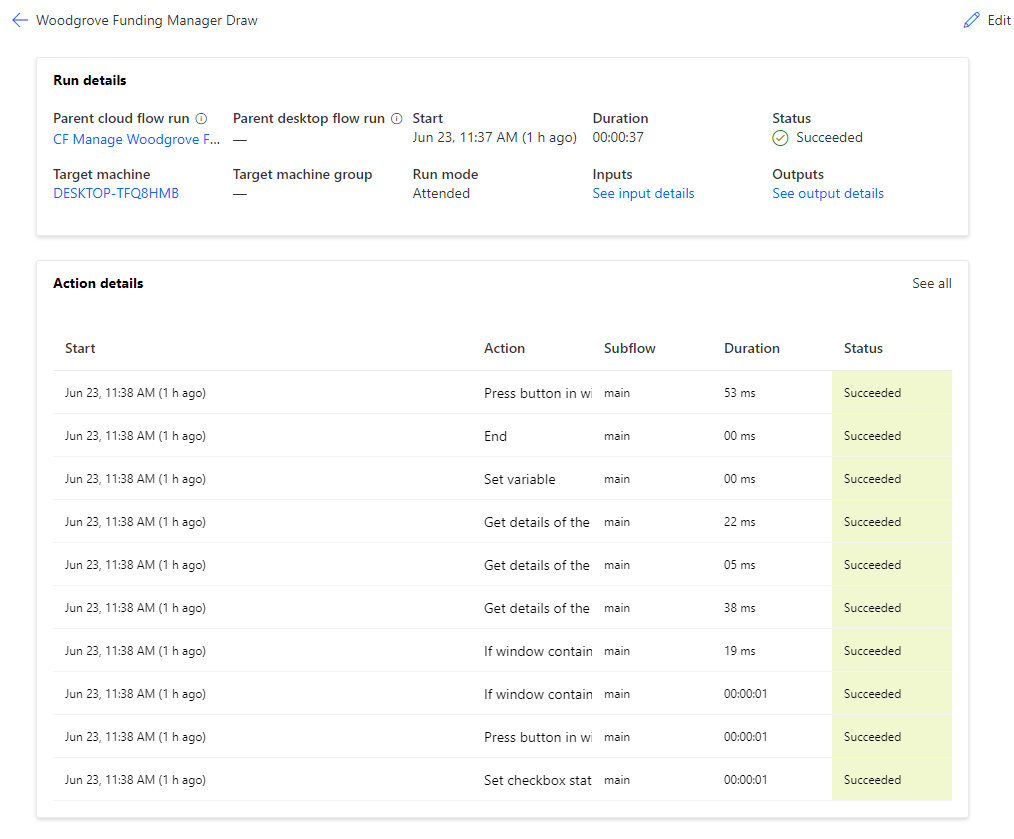 Woodgrove Funding Manager Draw
Edit
Run details
Parent cloud flow run
CF Manage Woodgrove F...
Parent desktop flow run
—
Start
Jun 23, 11:37 AM (1 h ago)
Duration
00:00:37
Status
Succeeded
Target machine
DESKTOP-TFQ8HMB
Target machine group
—
Run mode
Attended
Inputs
See input details
Outputs
See output details
Action details
See all
Start Action Subflow Duration Status
Jun 23, 11:38 AM (1 h ago) Press button in wi main 53 ms Succeeded
Jun 23, 11:38 AM (1 h ago) End main 00 ms Succeeded
Jun 23, 11:38 AM (1 h ago) Set variable main 00 ms Succeeded
Jun 23, 11:38 AM (1 h ago) Get details of the main 22 ms Succeeded
Jun 23, 11:38 AM (1 h ago) Get details of the main 05 ms Succeeded
Jun 23, 11:38 AM (1 h ago) Get details of the main 38 ms Succeeded
Jun 23, 11:38 AM (1 h ago) If window contain main 19 ms Succeeded
Jun 23, 11:38 AM (1 h ago) If window contain main 00:00:01 Succeeded
Jun 23, 11:38 AM (1 h ago) Press button in wi main 00:00:01 Succeeded
Jun 23, 11:38 AM (1 h ago) Set checkbox stat main 00:00:01 Succeeded